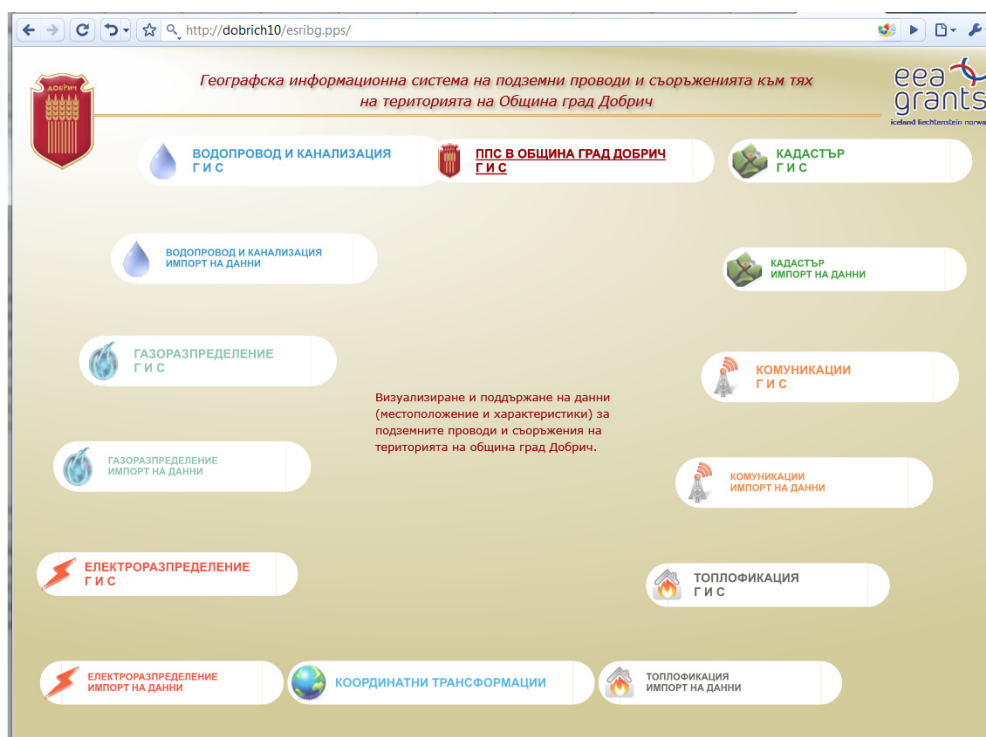 http://dobrich10/esribg.pps/
Географска информационна система на подземни проводи и съоръженията към тях
на територията на Община град Добрич
ДОБРИЧ
eea
grants
iceland liechtenstein norwa
ВОДОПРОВОД И КАНАЛИЗАЦИЯ
Г И С
ППС В ОБЩИНА ГРАД ДОБРИЧ
Г И С
КАДАСТЪР
Г И С
ВОДОПРОВОД И КАНАЛИЗАЦИЯ
ИМПОРТ НА ДАННИ
КАДАСТЪР
ИМПОРТ НА ДАННИ
ГАЗОРАЗПРЕДЕЛЕНИЕ
Г И С
КОМУНИКАЦИИ
Г И С
Визуализиране и поддържане на данни
(местоположение и характеристики) за
подземните проводи и съоръжения на
територията на община град Добрич.
ГАЗОРАЗПРЕДЕЛЕНИЕ
ИМПОРТ НА ДАННИ
КОМУНИКАЦИИ
ИМПОРТ НА ДАННИ
ЕЛЕКТРОРАЗПРЕДЕЛЕНИЕ
Г И С
ТОПЛОФИКАЦИЯ
Г И С
ЕЛЕКТРОРАЗПРЕДЕЛЕНИЕ
ИМПОРТ НА ДАННИ
КООРДИНАТНИ ТРАНСФОРМАЦИИ
ТОПЛОФИКАЦИЯ
ИМПОРТ НА ДАННИ